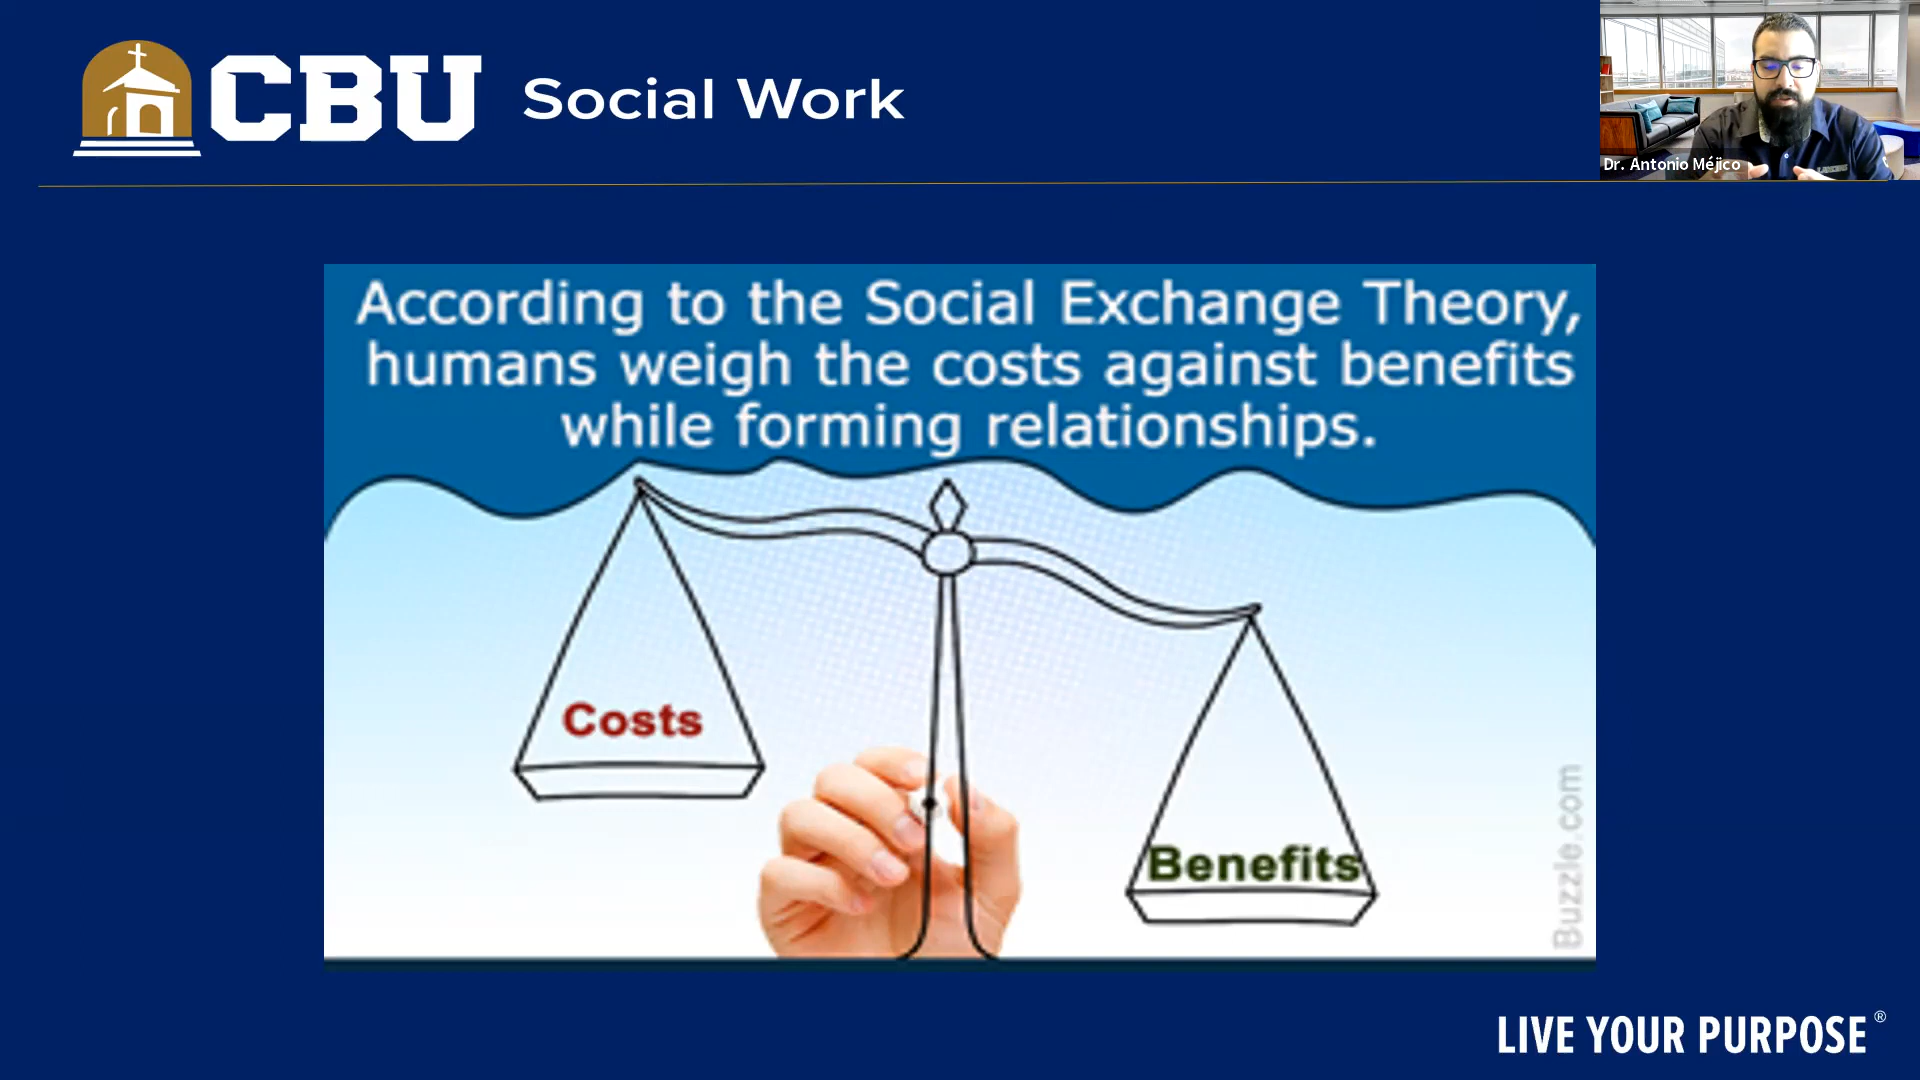 CBU Social Work
Dr. Antonio Méjico
According to the Social Exchange Theory,
humans weigh the costs against benefits
while forming relationships.
Costs
Benefits
Buzzle.com
LIVE YOUR PURPOSE®